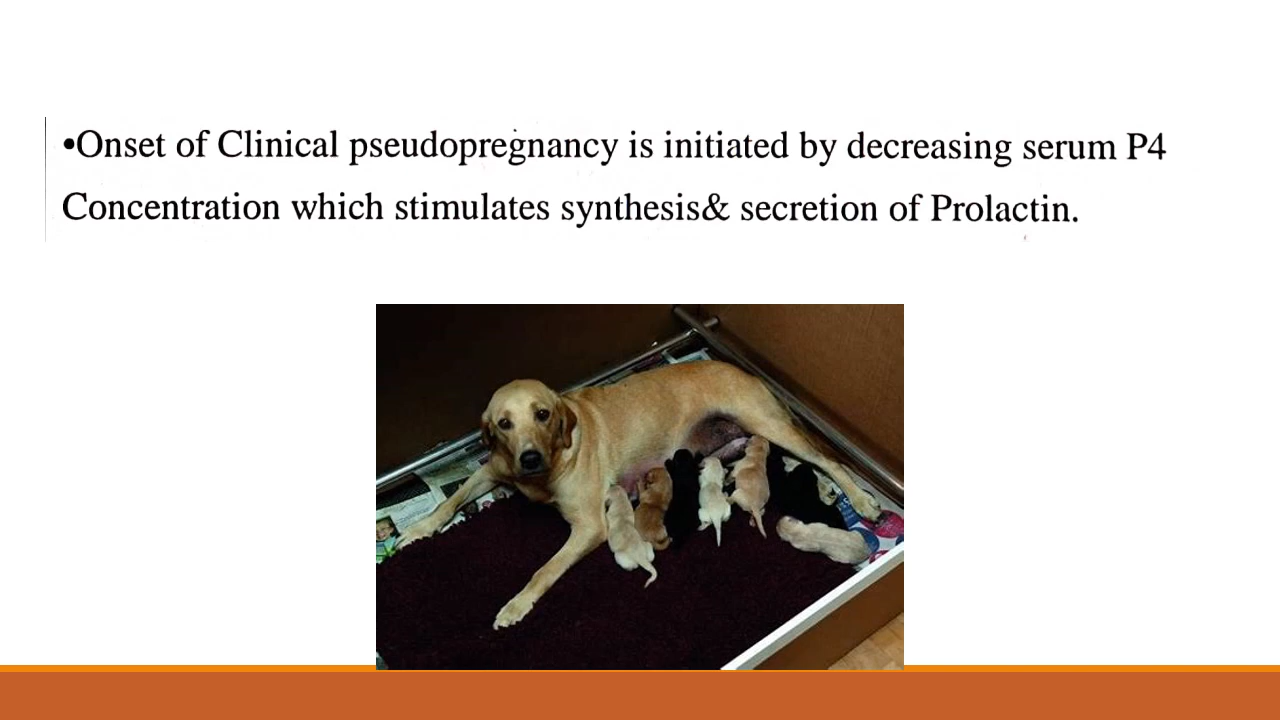 •Onset of Clinical pseudopregnancy is initiated by decreasing serum P4
Concentration which stimulates synthesis& secretion of Prolactin.